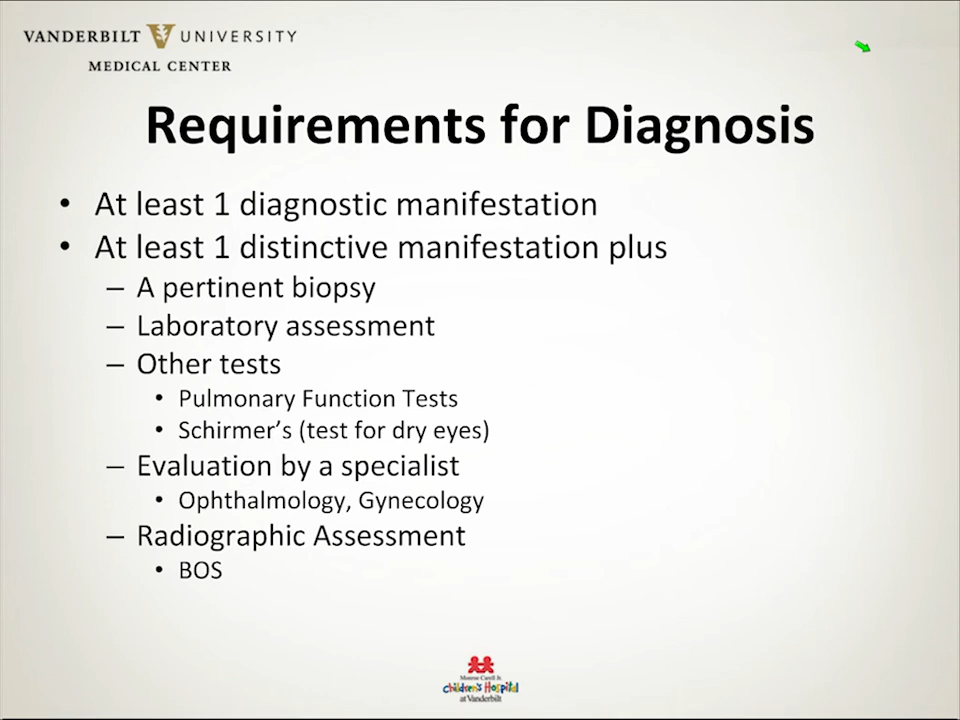 VANDERBILT UNIVERSITY
MEDICAL CENTER
Requirements for Diagnosis
• At least 1 diagnostic manifestation
• At least 1 distinctive manifestation plus
– A pertinent biopsy
– Laboratory assessment
– Other tests
• Pulmonary Function Tests
• Schirmer’s (test for dry eyes)
– Evaluation by a specialist
• Ophthalmology, Gynecology
– Radiographic Assessment
• BOS
Monroe Carell Jr.
Children's Hospital
at Vanderbilt